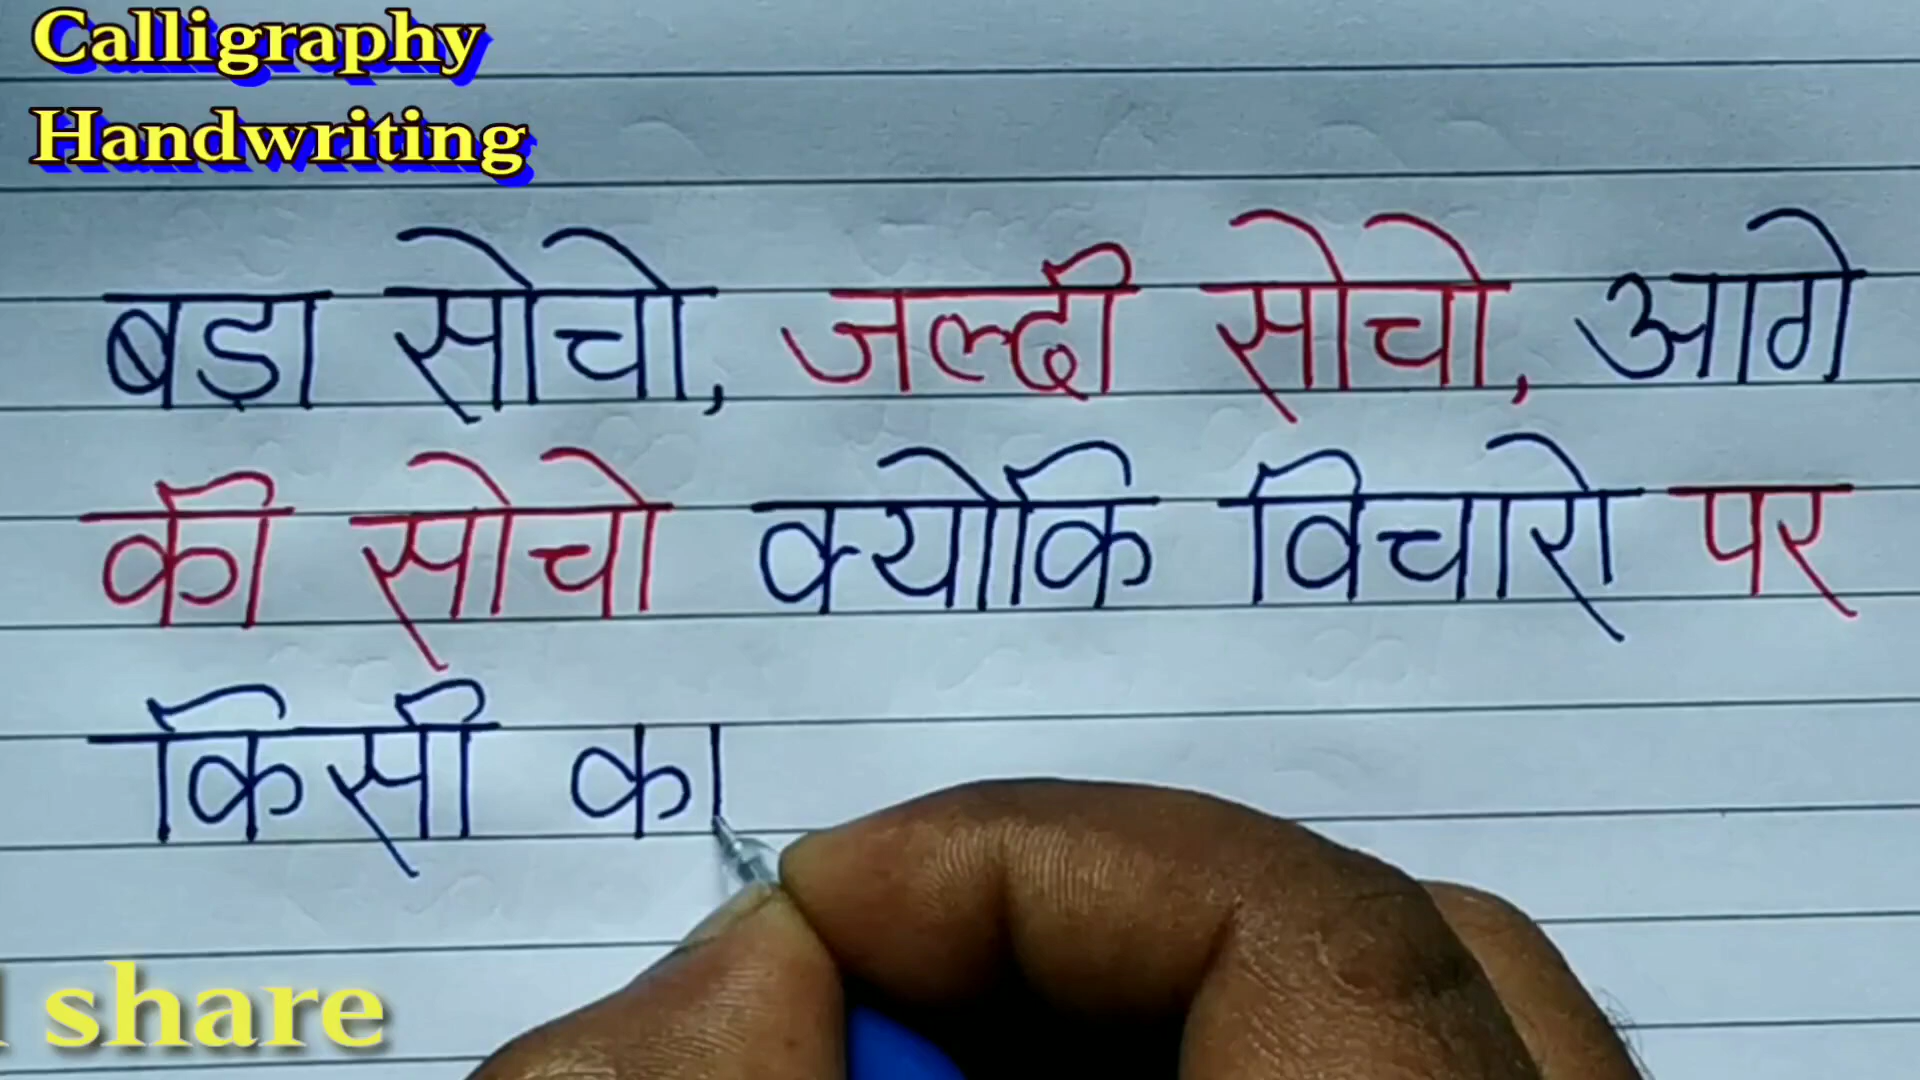 Calligraphy
Handwriting
बडा सोचो, जल्दी सोचो, आगे
की सोचो क्योकि विचारो पर
किसी का
share